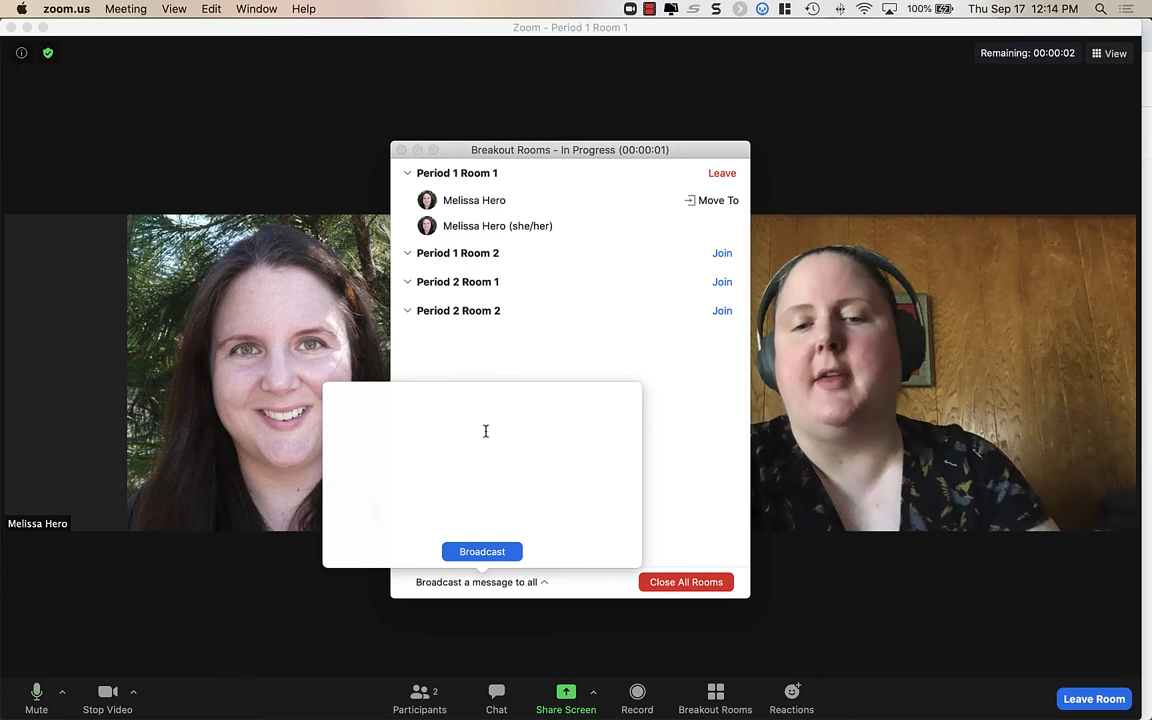 zoom.us Meeting View Edit Window Help 100% Thu Sep 17 12:14 PM
Zoom - Period 1 Room 1
Remaining: 00:00:02 View
Breakout Rooms - In Progress (00:00:01)
Period 1 Room 1 Leave
Melissa Hero Move To
Melissa Hero (she/her)
Period 1 Room 2 Join
Period 2 Room 1 Join
Period 2 Room 2 Join
Melissa Hero
Broadcast
Broadcast a message to all
Close All Rooms
2
Mute Stop Video Participants Chat Share Screen Record Breakout Rooms Reactions Leave Room